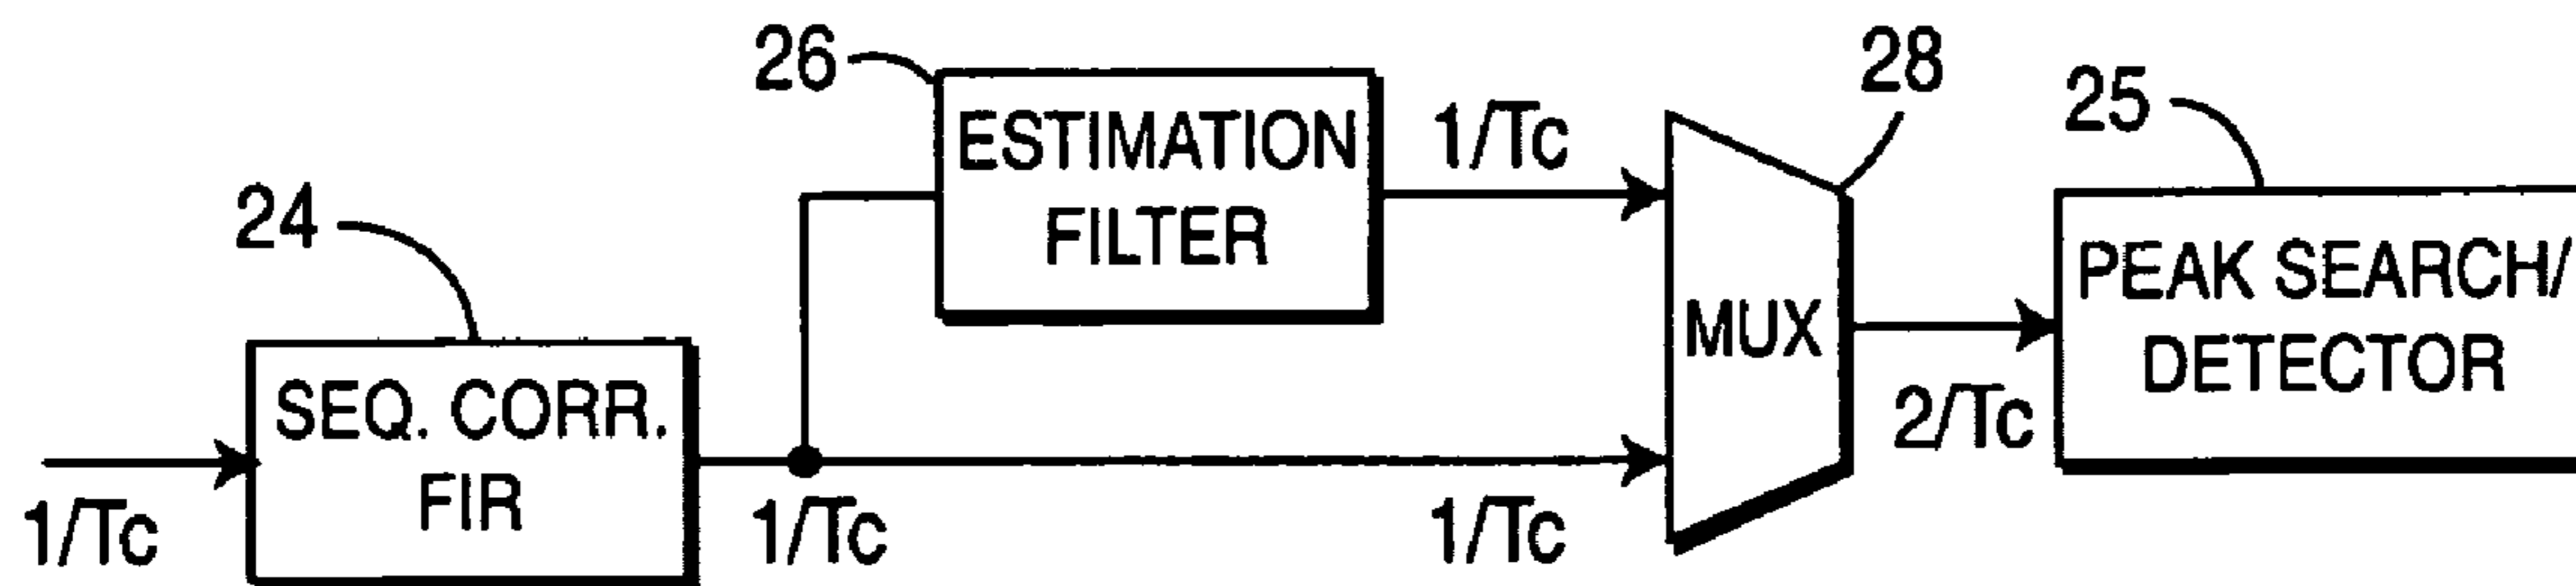 26
28
25
24
ESTIMATION
FILTER
1/Tc
MUX
2/Tc
PEAK SEARCH/
DETECTOR
SEQ. CORR.
FIR
1/Tc
1/Tc
1/Tc